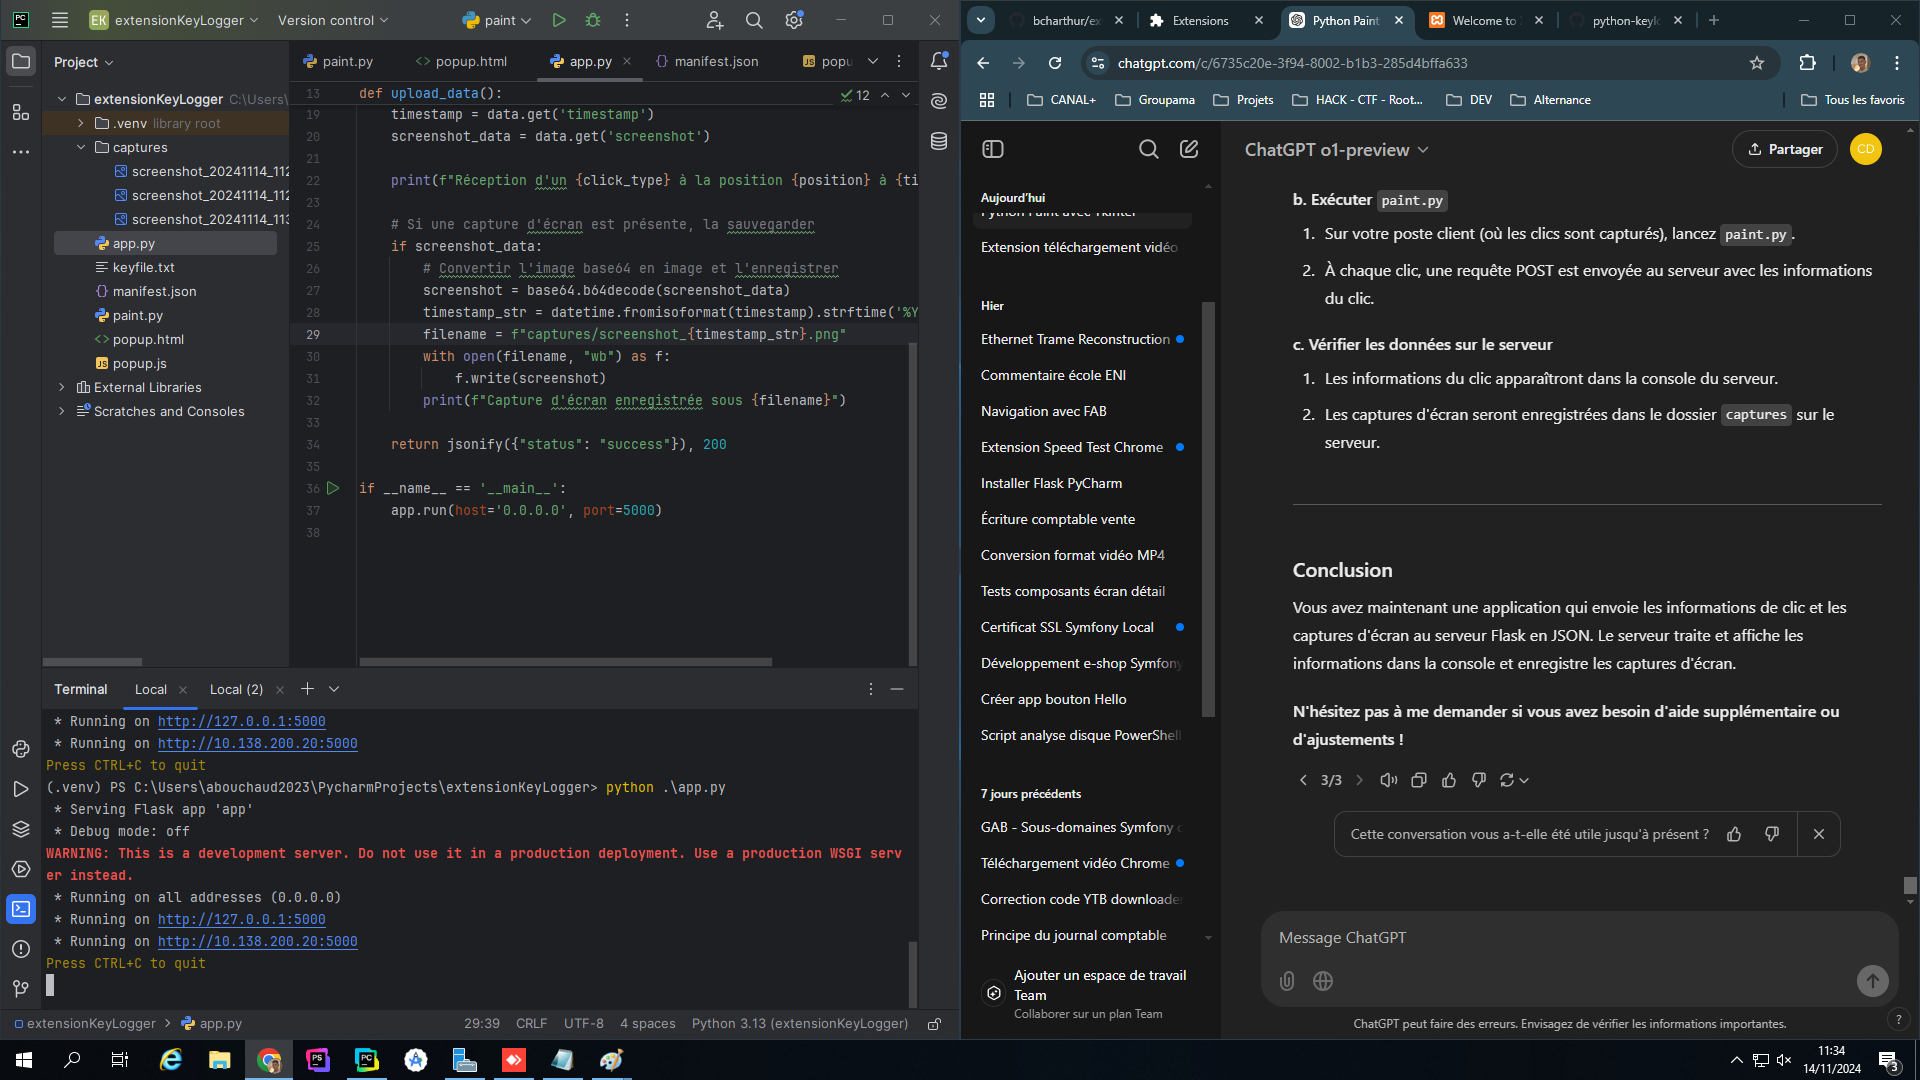 PC
EK
extensionKeyLogger
Version control
paint
Project
extensionKeyLogger C:\Users\
.venv library root
captures
screenshot_20241114_112
screenshot_20241114_112
screenshot_20241114_113
app.py
keyfile.txt
manifest.json
paint.py
popup.html
popup.js
External Libraries
Scratches and Consoles
paint.py
popup.html
app.py
manifest.json
popu
12
13 def upload_data():
19 timestamp = data.get('timestamp')
20 screenshot_data = data.get('screenshot')
21
22 print(f"Réception d'un {click_type} à la position {position} à {ti
23
24 # Si une capture d'écran est présente, la sauvegarder
25 if screenshot_data:
26 # Convertir l'image base64 en image et l'enregistrer
27 screenshot = base64.b64decode(screenshot_data)
28 timestamp_str = datetime.fromisoformat(timestamp).strftime('%Y
29 filename = f"captures/screenshot_{timestamp_str}.png"
30 with open(filename, "wb") as f:
31 f.write(screenshot)
32 print(f"Capture d'écran enregistrée sous {filename}")
33
34 return jsonify({"status": "success"}), 200
35
36 if __name__ == '__main__':
37 app.run(host='0.0.0.0', port=5000)
38
Terminal
Local
Local (2)
* Running on http://127.0.0.1:5000
* Running on http://10.138.200.20:5000
Press CTRL+C to quit
(.venv) PS C:\Users\abouchaud2023\PycharmProjects\extensionKeyLogger> python .\app.py
* Serving Flask app 'app'
* Debug mode: off
WARNING: This is a development server. Do not use it in a production deployment. Use a production WSGI serv
er instead.
* Running on all addresses (0.0.0.0)
* Running on http://127.0.0.1:5000
* Running on http://10.138.200.20:5000
Press CTRL+C to quit
extensionKeyLogger > app.py
29:39
CRLF
UTF-8
4 spaces
Python 3.13 (extensionKeyLogger)
bcharthur/ex
Extensions
Python Paint
Welcome to
python-keylo
chatgpt.com/c/6735c20e-3f94-8002-b1b3-285d4bffa633
CANAL+
Groupama
Projets
HACK - CTF - Root...
DEV
Alternance
Tous les favoris
ChatGPT o1-preview
Partager
CD
Aujourd'hui
Python Paint avec Tkinter
Extension téléchargement vidéo
Hier
Ethernet Trame Reconstruction
Commentaire école ENI
Navigation avec FAB
Extension Speed Test Chrome
Installer Flask PyCharm
Écriture comptable vente
Conversion format vidéo MP4
Tests composants écran détail
Certificat SSL Symfony Local
Développement e-shop Symfony
Créer app bouton Hello
Script analyse disque PowerShell
7 jours précédents
GAB - Sous-domaines Symfony
Téléchargement vidéo Chrome
Correction code YTB downloader
Principe du journal comptable
Ajouter un espace de travail
Team
Collaborer sur un plan Team
b. Exécuter paint.py
1. Sur votre poste client (où les clics sont capturés), lancez paint.py.
2. À chaque clic, une requête POST est envoyée au serveur avec les informations
du clic.
c. Vérifier les données sur le serveur
1. Les informations du clic apparaîtront dans la console du serveur.
2. Les captures d'écran seront enregistrées dans le dossier captures sur le
serveur.
Conclusion
Vous avez maintenant une application qui envoie les informations de clic et les
captures d'écran au serveur Flask en JSON. Le serveur traite et affiche les
informations dans la console et enregistre les captures d'écran.
N'hésitez pas à me demander si vous avez besoin d'aide supplémentaire ou
d'ajustements !
3/3
Cette conversation vous a-t-elle été utile jusqu'à présent ?
Message ChatGPT
ChatGPT peut faire des erreurs. Envisagez de vérifier les informations importantes.
?
PS
PC
11:34
14/11/2024
3